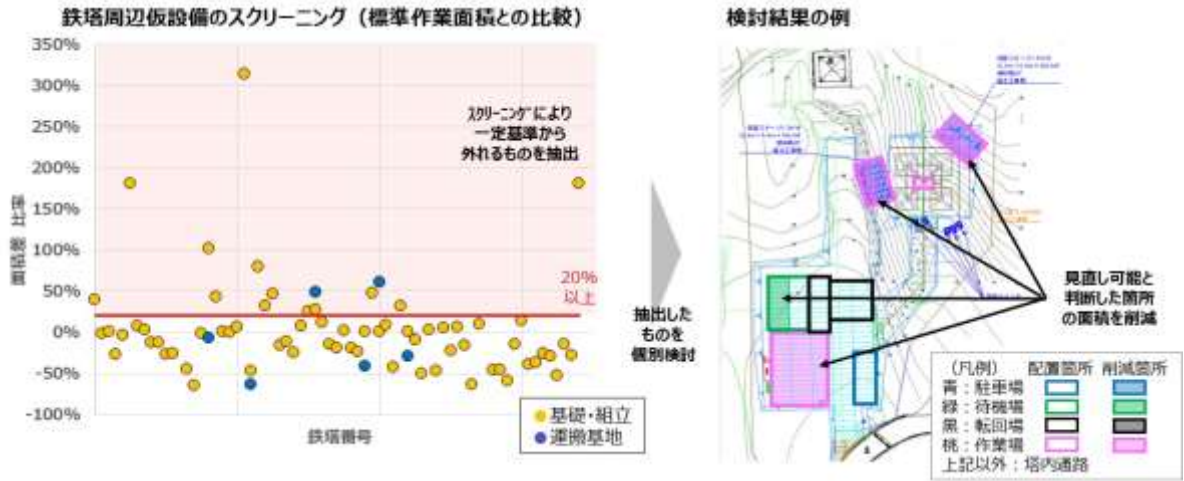 鉄塔周辺仮設備のスクリーニング（標準作業面積との比較）
350%
300%
250%
200%
150%
100%
50%
0%
-50%
-100%
面積差 比率
鉄塔番号
スクリーニングにより
一定基準から
外れるものを抽出
20%
以上
基礎・組立
運搬基地
抽出した
ものを
個別検討
検討結果の例
見直し可能と
判断した箇所
の面積を削減
（凡例） 配置箇所 削減箇所
青：駐車場
緑：待機場
黒：転回場
桃：作業場
上記以外：塔内通路